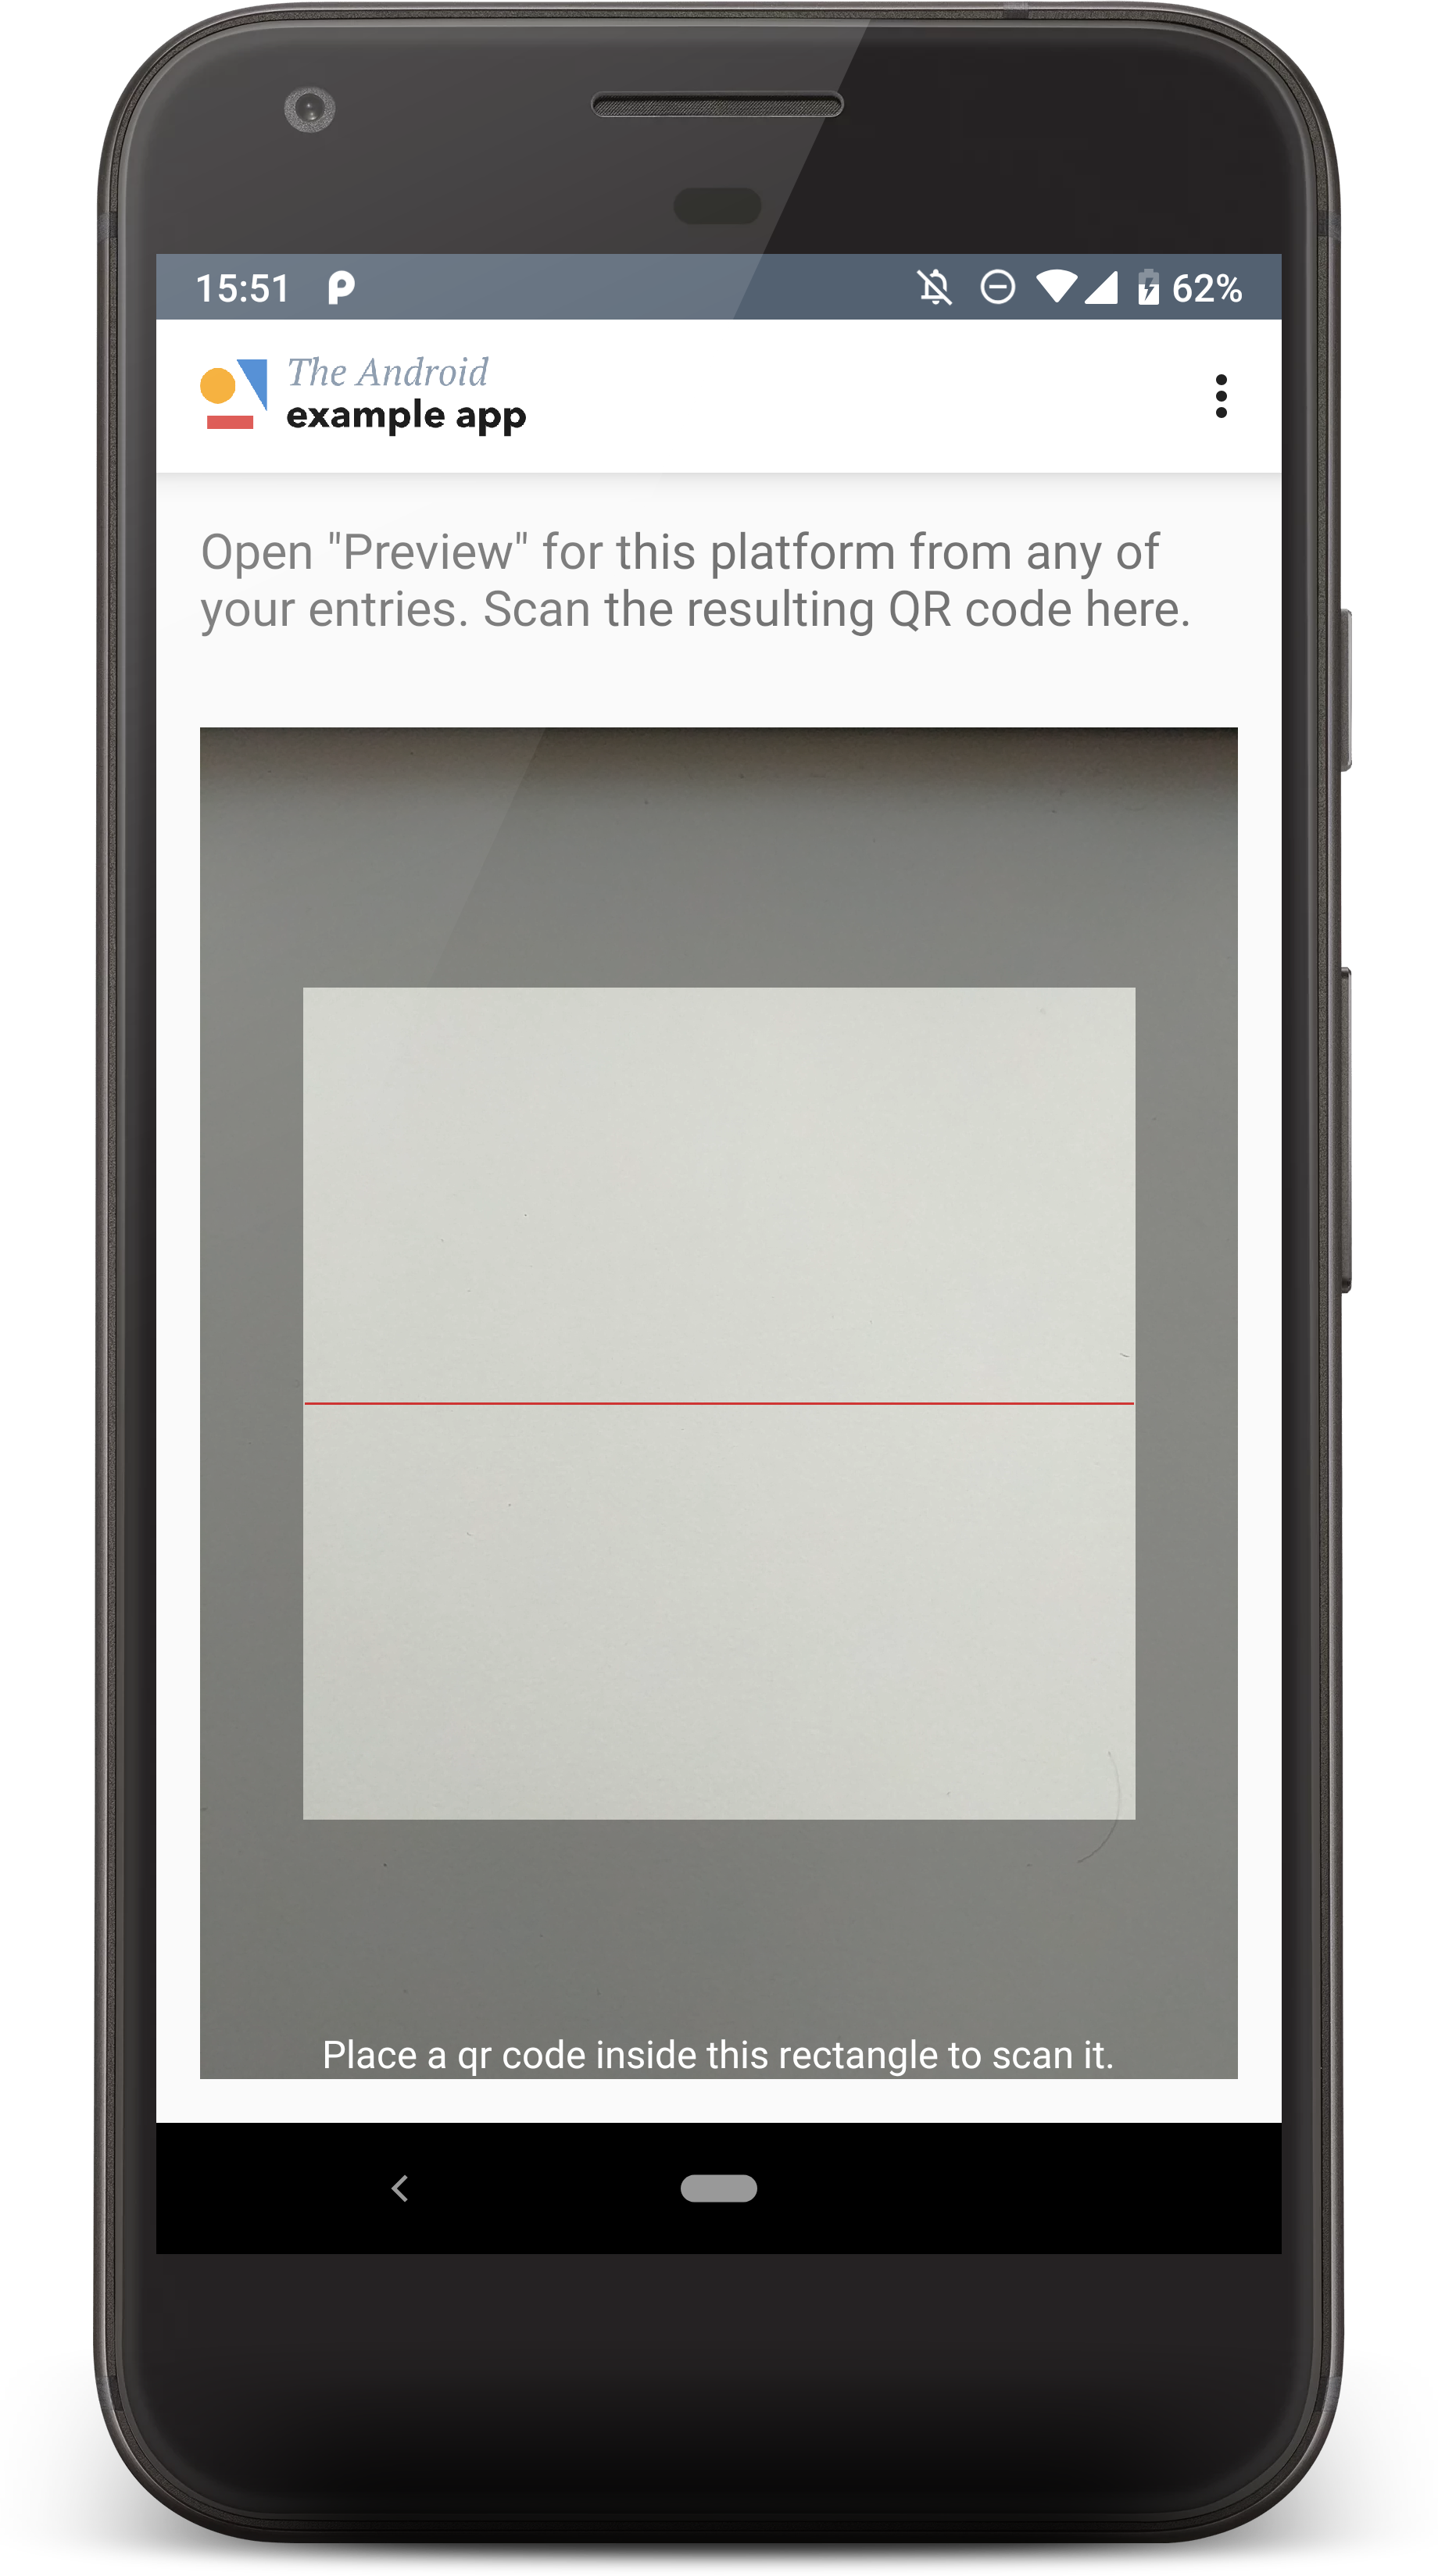 15:51 62%
The Android
example app
Open "Preview" for this platform from any of
your entries. Scan the resulting QR code here.
Place a qr code inside this rectangle to scan it.